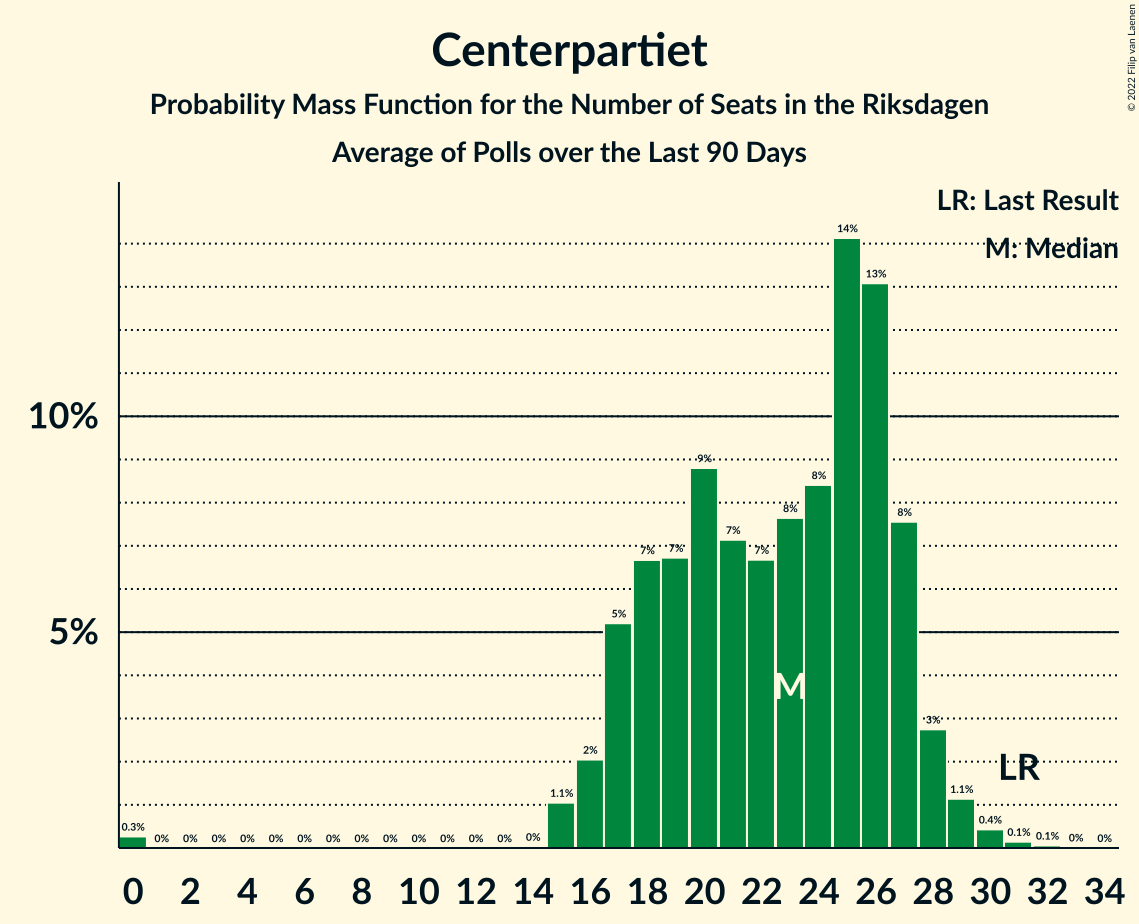 Centerpartiet
Probability Mass Function for the Number of Seats in the Riksdagen
Average of Polls over the Last 90 Days
© 2022 Filip van Laenen
LR: Last Result
M: Median
10%
5%
0.3% 0% 0% 0% 0% 0% 0% 0% 0% 0% 0% 0% 0% 0% 0% 1.1% 2% 5% 7% 7% 9% 7% 7% 8% 8% 14% 13% 8% 3% 1.1% 0.4% 0.1% 0.1% 0% 0%
M
LR
0 2 4 6 8 10 12 14 16 18 20 22 24 26 28 30 32 34